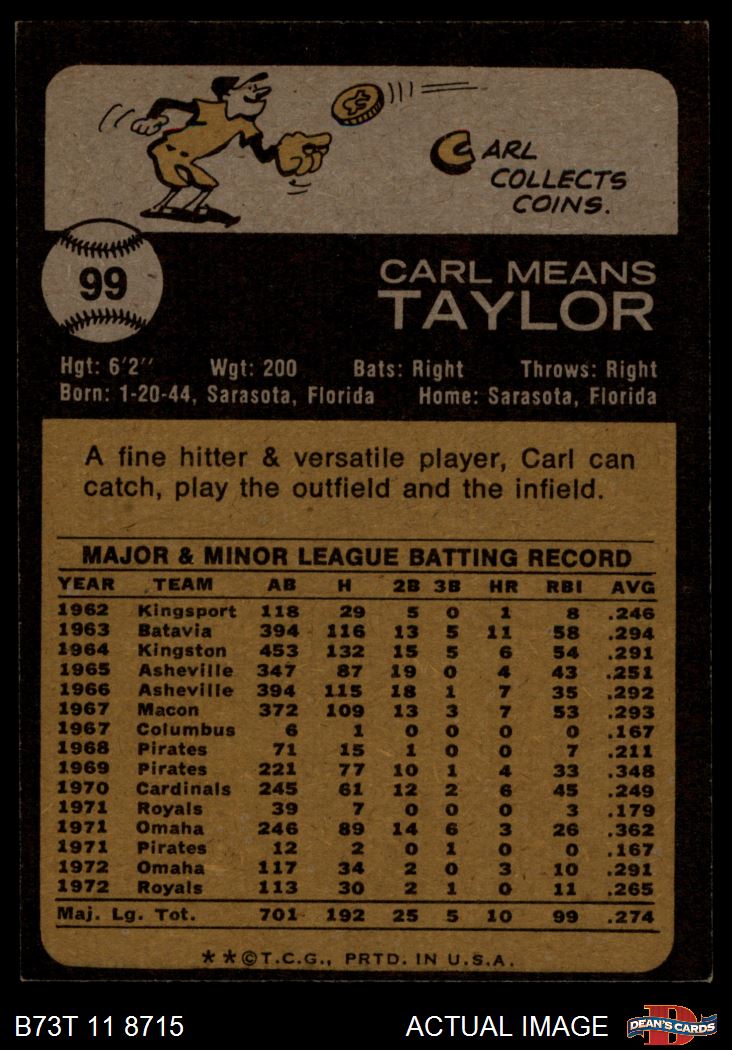 CARL
COLLECTS
COINS.
99
CARL MEANS
TAYLOR
Hgt: 6'2" Wgt: 200 Bats: Right Throws: Right
Born: 1-20-44, Sarasota, Florida Home: Sarasota, Florida
A fine hitter & versatile player, Carl can
catch, play the outfield and the infield.
MAJOR & MINOR LEAGUE BATTING RECORD
YEAR TEAM AB H 2B 3B HR RBI AVG
1962 Kingsport 118 29 5 0 1 8 .246
1963 Batavia 394 116 13 5 11 58 .294
1964 Kingston 453 132 15 5 6 54 .291
1965 Asheville 347 87 19 0 4 43 .251
1966 Asheville 394 115 18 1 7 35 .292
1967 Macon 372 109 13 3 7 53 .293
1967 Columbus 6 1 0 0 0 0 .167
1968 Pirates 71 15 1 0 0 7 .211
1969 Pirates 221 77 10 1 4 33 .348
1970 Cardinals 245 61 12 2 6 45 .249
1971 Royals 39 7 0 0 0 3 .179
1971 Omaha 246 89 14 6 3 26 .362
1971 Pirates 12 2 0 1 0 0 .167
1972 Omaha 117 34 2 0 3 10 .291
1972 Royals 113 30 2 1 0 11 .265
Maj. Lg. Tot. 701 192 25 5 10 99 .274
**©T.C.G., PRTD. IN U.S.A.
B73T 11 8715 ACTUAL IMAGE D DEAN'S CARDS